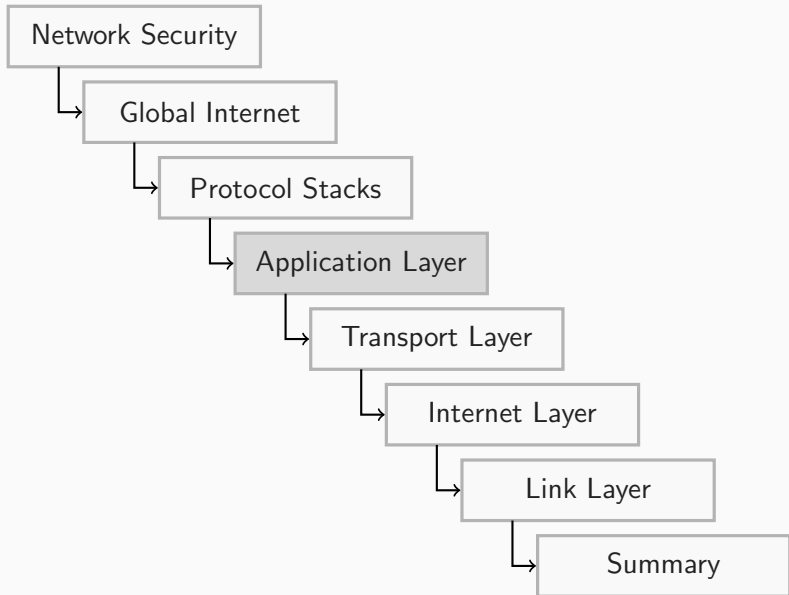 Network Security
Global Internet
Protocol Stacks
Application Layer
Transport Layer
Internet Layer
Link Layer
Summary